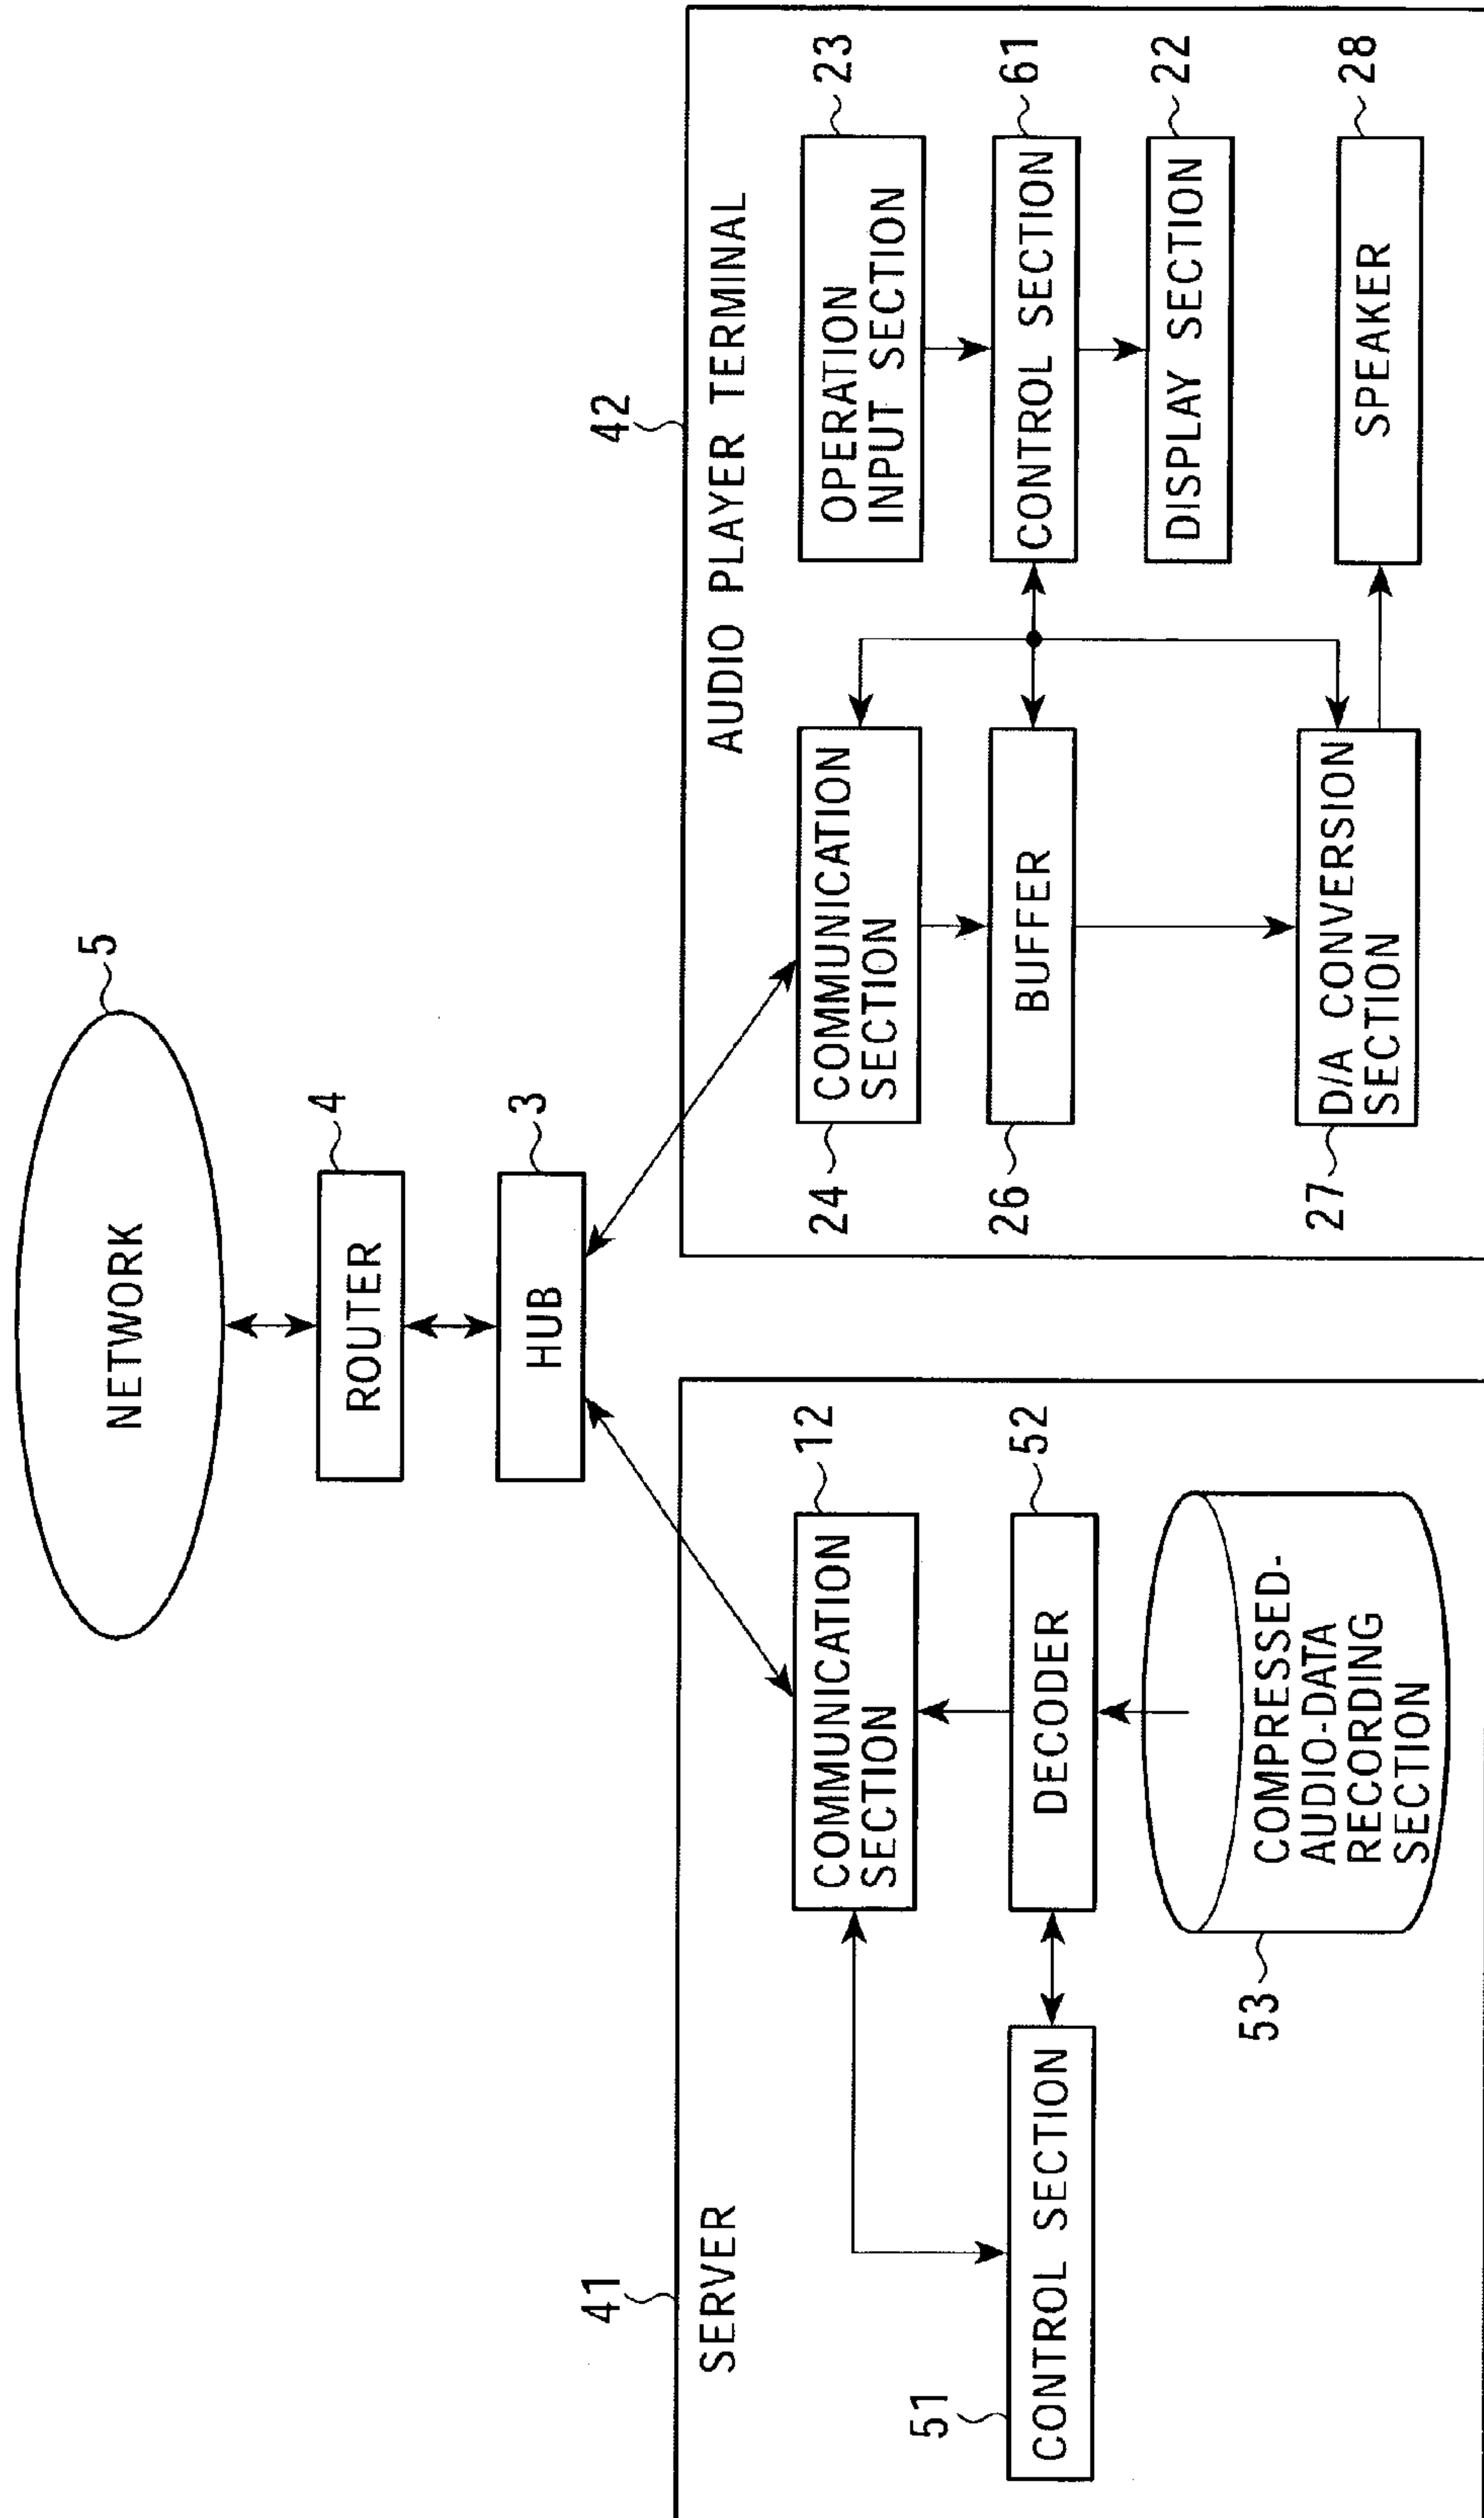 NETWORK
5
ROUTER
4
HUB
3
41
SERVER
COMMUNICATION
SECTION
12
51
CONTROL SECTION
DECODER
52
53
COMPRESSED-
AUDIO-DATA
RECORDING
SECTION
42
AUDIO PLAYER TERMINAL
24
COMMUNICATION
SECTION
OPERATION
INPUT SECTION
23
26
BUFFER
CONTROL SECTION
61
DISPLAY SECTION
22
27
D/A CONVERSION
SECTION
SPEAKER
28